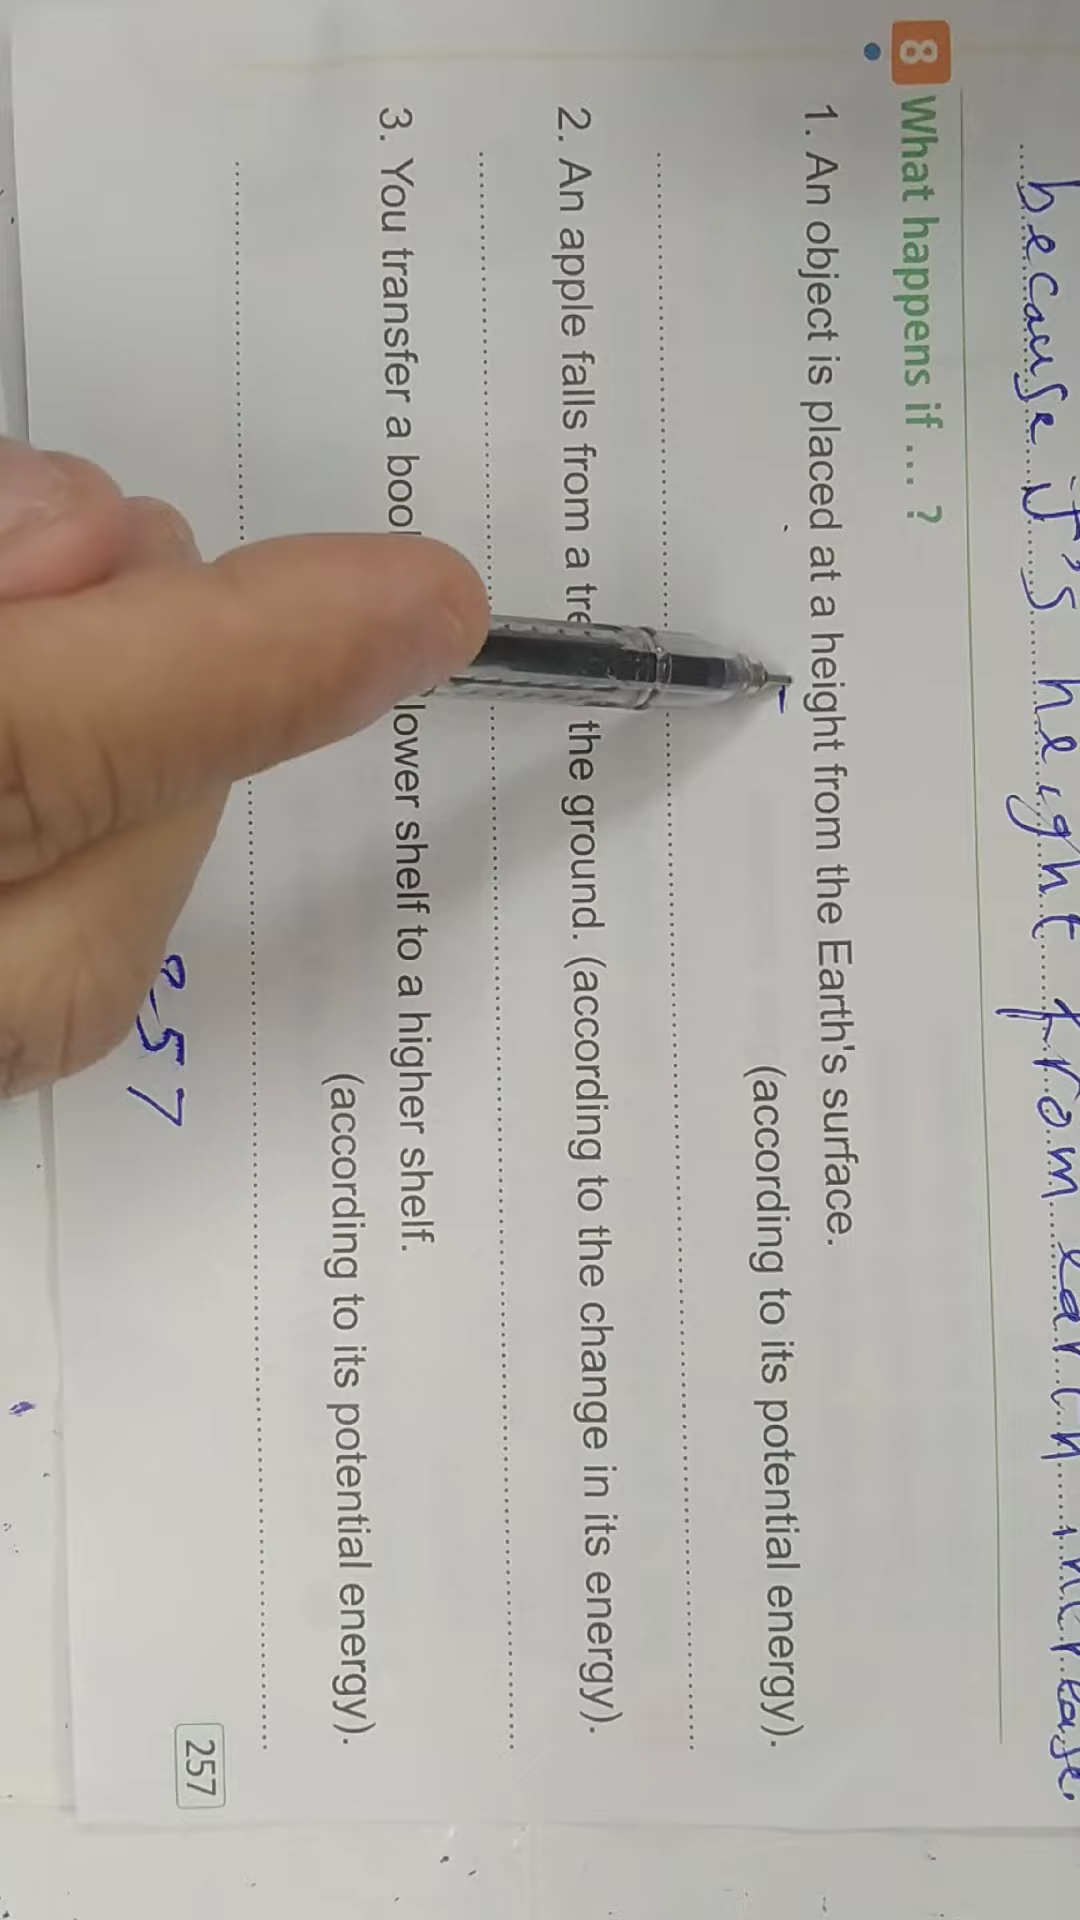 because it's height from earth increase.
8 What happens if ... ?
1. An object is placed at a height from the Earth's surface.
(according to its potential energy).
2. An apple falls from a the ground. (according to the change in its energy).
3. You transfer a lower shelf to a higher shelf.
(according to its potential energy).
57
257